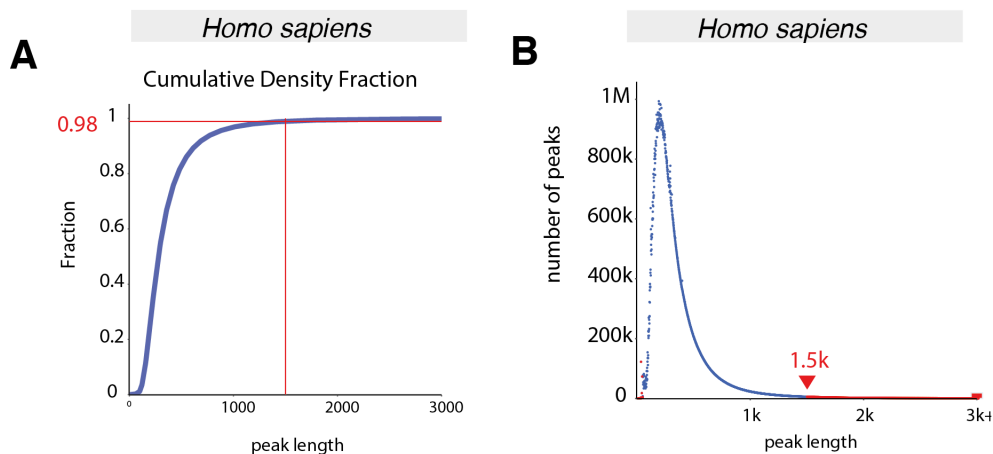 Homo sapiens
A
Cumulative Density Fraction
0.98
1
0.8
0.6
0.4
0.2
0
Fraction
0
1000
2000
3000
peak length
Homo sapiens
B
1M
800k
600k
400k
200k
0
number of peaks
1.5k
1k
2k
3k+
peak length